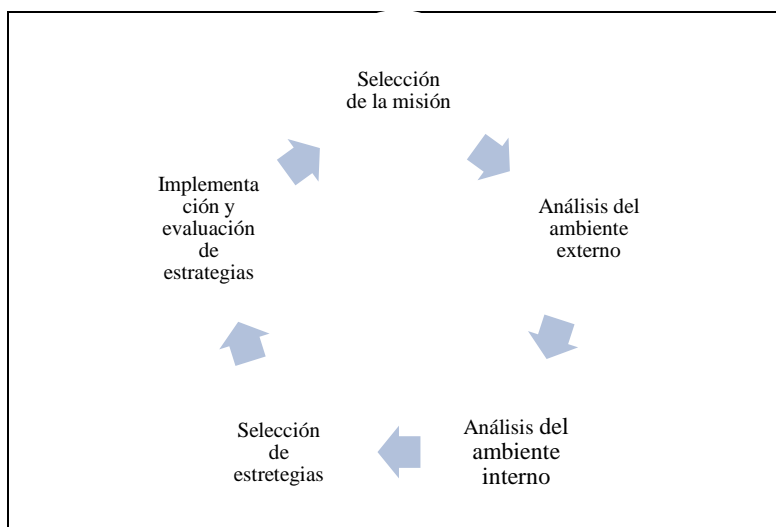 Selección
de la misión
Análisis del
ambiente
externo
Análisis del
ambiente
interno
Selección
de
estretegias
Implementa
ción y
evaluación
de
estrategias